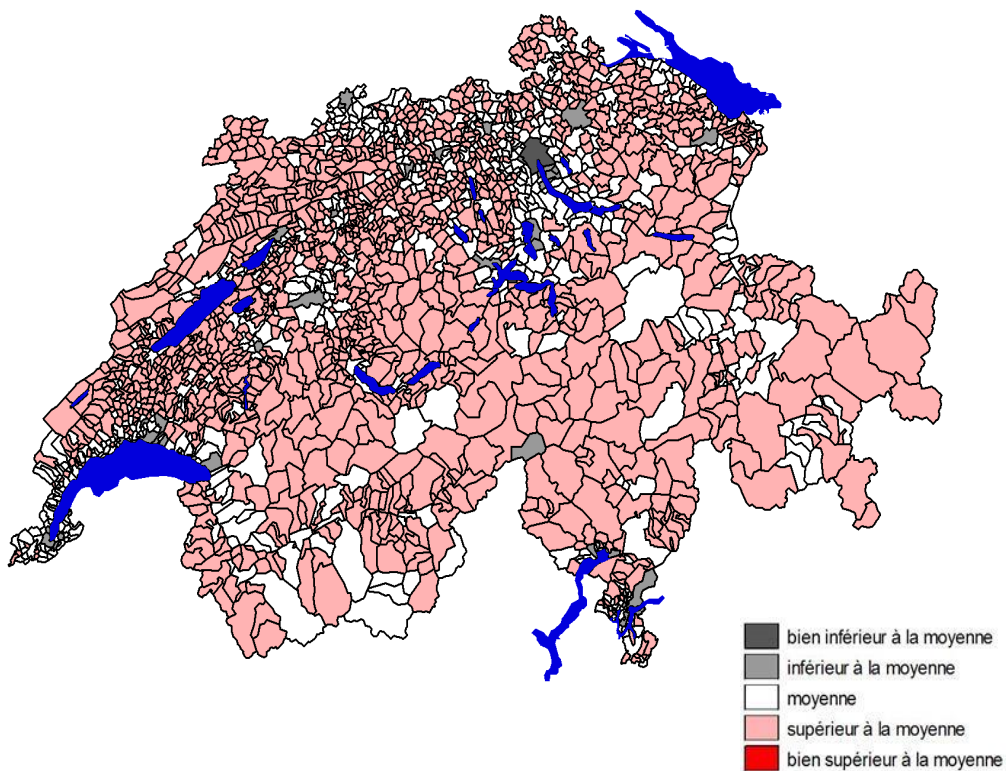 bien inférieur à la moyenne
inférieur à la moyenne
moyenne
supérieur à la moyenne
bien supérieur à la moyenne